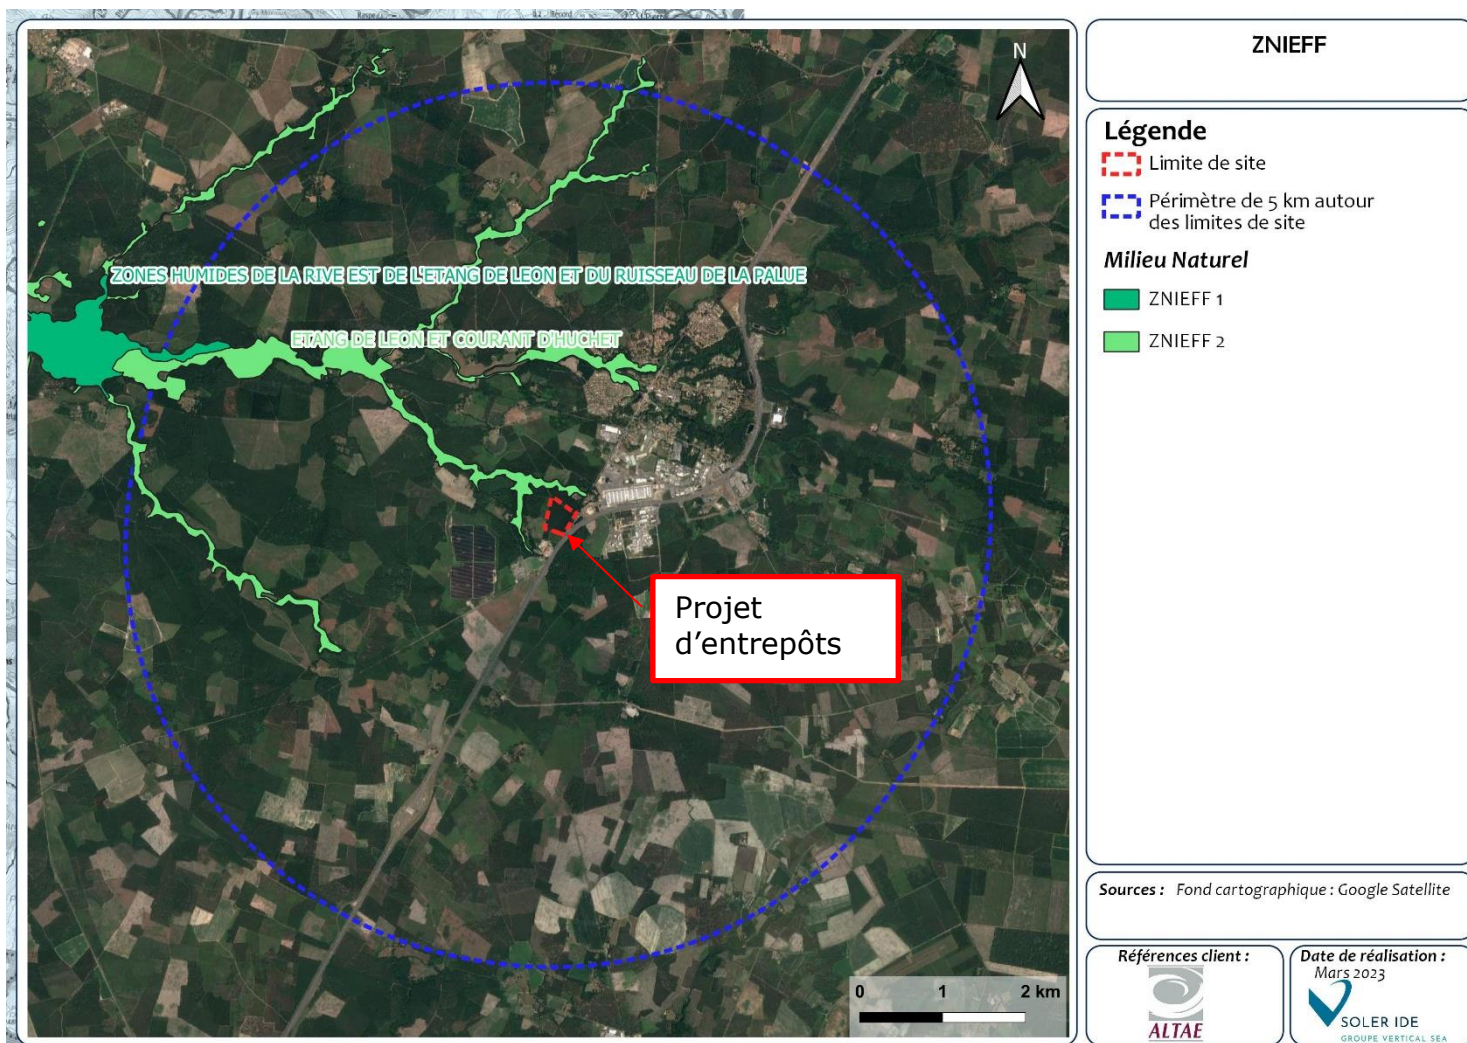 N
ZONES HUMIDES DE LA RIVE EST DE L'ETANG DE LEON ET DU RUISSEAU DE LA PALUE
ETANG DE LEON ET COURANT D'HUCHET
Projet
d'entrepôts
0 1 2 km
ZNIEFF
Légende
Limite de site
Périmètre de 5 km autour
des limites de site
Milieu Naturel
ZNIEFF 1
ZNIEFF 2
Sources : Fond cartographique : Google Satellite
Références client :
ALTAE
Date de réalisation :
Mars 2023
SOLER IDE
GROUPE VERTICAL SEA